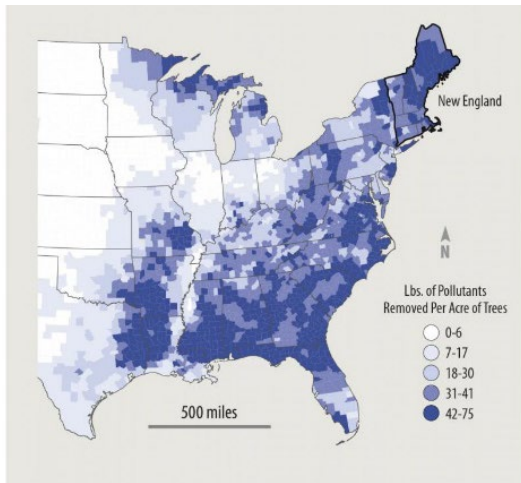 New England
N
Lbs. of Pollutants
Removed Per Acre of Trees
0-6
7-17
18-30
31-41
42-75
500 miles